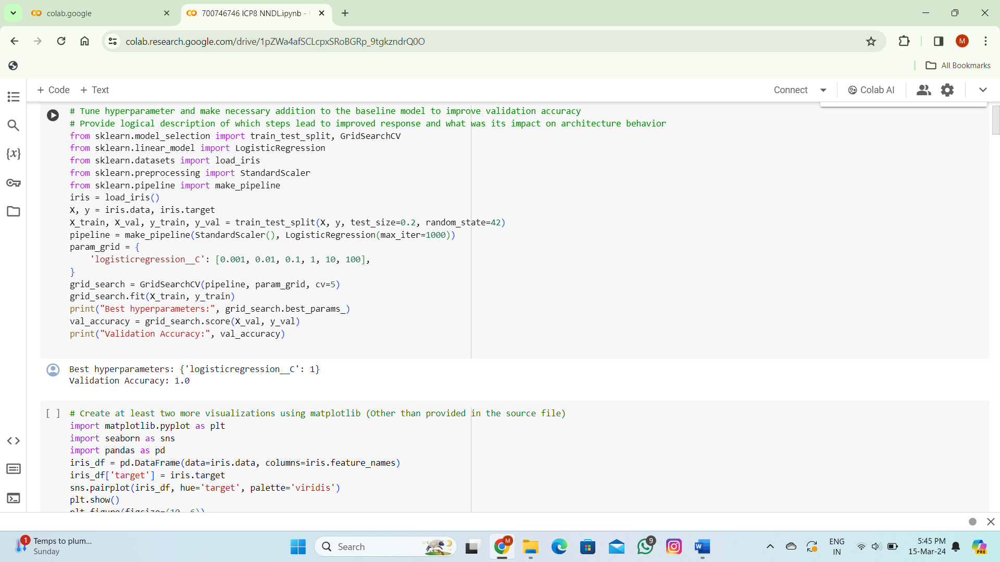 colab.google
700746746 ICP8 NNDL.ipynb -
colab.research.google.com/drive/1pZWa4afSCLcpxSRoBGRp_9tgkzndrQ0O
M
All Bookmarks
+ Code + Text
Connect
Colab AI
{x}
# Tune hyperparameter and make necessary addition to the baseline model to improve validation accuracy
# Provide logical description of which steps lead to improved response and what was its impact on architecture behavior
from sklearn.model_selection import train_test_split, GridSearchCV
from sklearn.linear_model import LogisticRegression
from sklearn.datasets import load_iris
from sklearn.preprocessing import StandardScaler
from sklearn.pipeline import make_pipeline
iris = load_iris()
X, y = iris.data, iris.target
X_train, X_val, y_train, y_val = train_test_split(X, y, test_size=0.2, random_state=42)
pipeline = make_pipeline(StandardScaler(), LogisticRegression(max_iter=1000))
param_grid = {
'logisticregression__C': [0.001, 0.01, 0.1, 1, 10, 100],
}
grid_search = GridSearchCV(pipeline, param_grid, cv=5)
grid_search.fit(X_train, y_train)
print("Best hyperparameters:", grid_search.best_params_)
val_accuracy = grid_search.score(X_val, y_val)
print("Validation Accuracy:", val_accuracy)
Best hyperparameters: {'logisticregression__C': 1}
Validation Accuracy: 1.0
[ ] # Create at least two more visualizations using matplotlib (Other than provided in the source file)
import matplotlib.pyplot as plt
import seaborn as sns
import pandas as pd
iris_df = pd.DataFrame(data=iris.data, columns=iris.feature_names)
iris_df['target'] = iris.target
sns.pairplot(iris_df, hue='target', palette='viridis')
plt.show()
plt.figure(figsize=(10, 6))
1
Temps to plum...
Sunday
Search
M
9
W
ENG
IN
5:45 PM
15-Mar-24
PRE